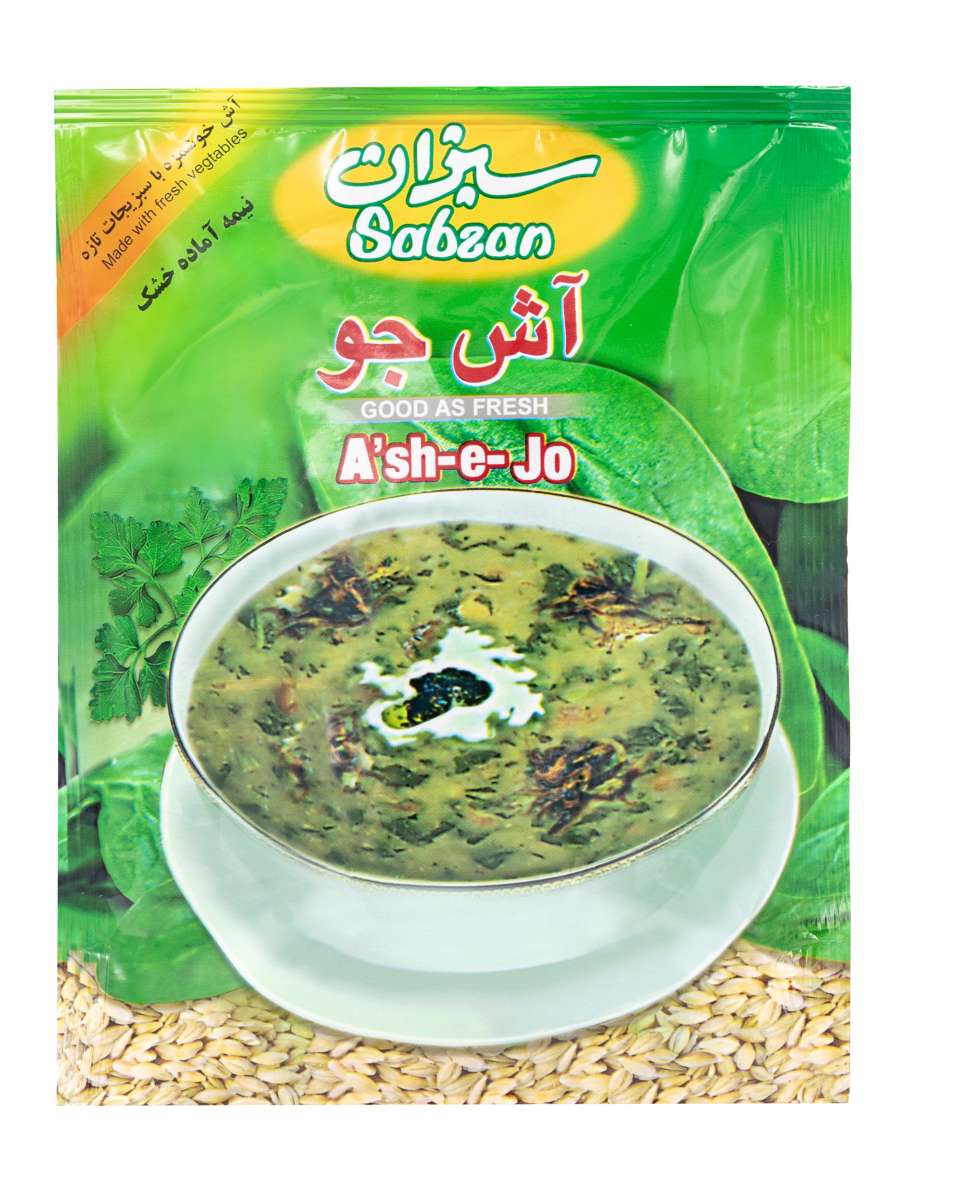 آش خوشمزه با سبزیجات تازه
Made with fresh vegtables
نیمه آماده خشک
سبزان
Sabzan
آش جو
GOOD AS FRESH
A'sh-e-Jo